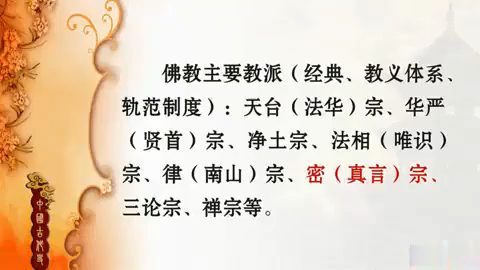 佛教主要教派（经典、教义体系、
轨范制度）：天台（法华）宗、华严
（贤首）宗、净土宗、法相（唯识）
宗、律（南山）宗、密（真言）宗、
三论宗、禅宗等。